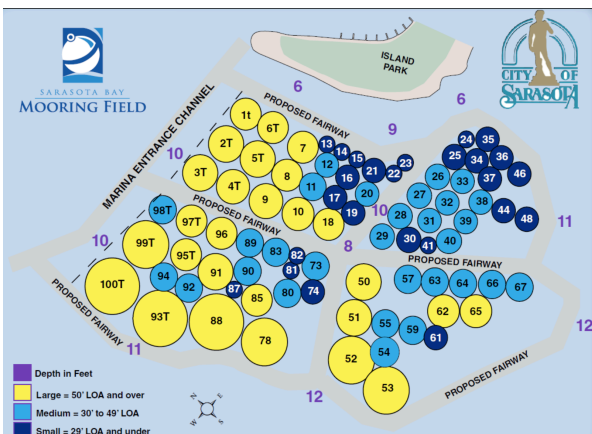 SARASOTA BAY
MOORING FIELD
CITY OF
SARASOTA
ISLAND
PARK
6
6
9
MARINA ENTRANCE CHANNEL
PROPOSED FAIRWAY
10
1t
6T
7
13
14
15
2T
5T
8
12
16
21
22
23
3T
4T
9
11
17
20
10
18
19
10
8
24
35
25
34
36
26
33
37
46
27
32
38
44
48
28
31
39
29
30
41
40
11
PROPOSED FAIRWAY
98T
97T
96
89
83
82
73
10
99T
95T
91
90
81
94
92
87
85
80
74
100T
93T
88
78
PROPOSED FAIRWAY
11
PROPOSED FAIRWAY
50
57
63
64
66
67
51
55
59
62
65
61
52
54
53
12
12
PROPOSED FAIRWAY
Depth in Feet
Large = 50' LOA and over
Medium = 30' to 49' LOA
Small = 29' LOA and under
N
E
W
S